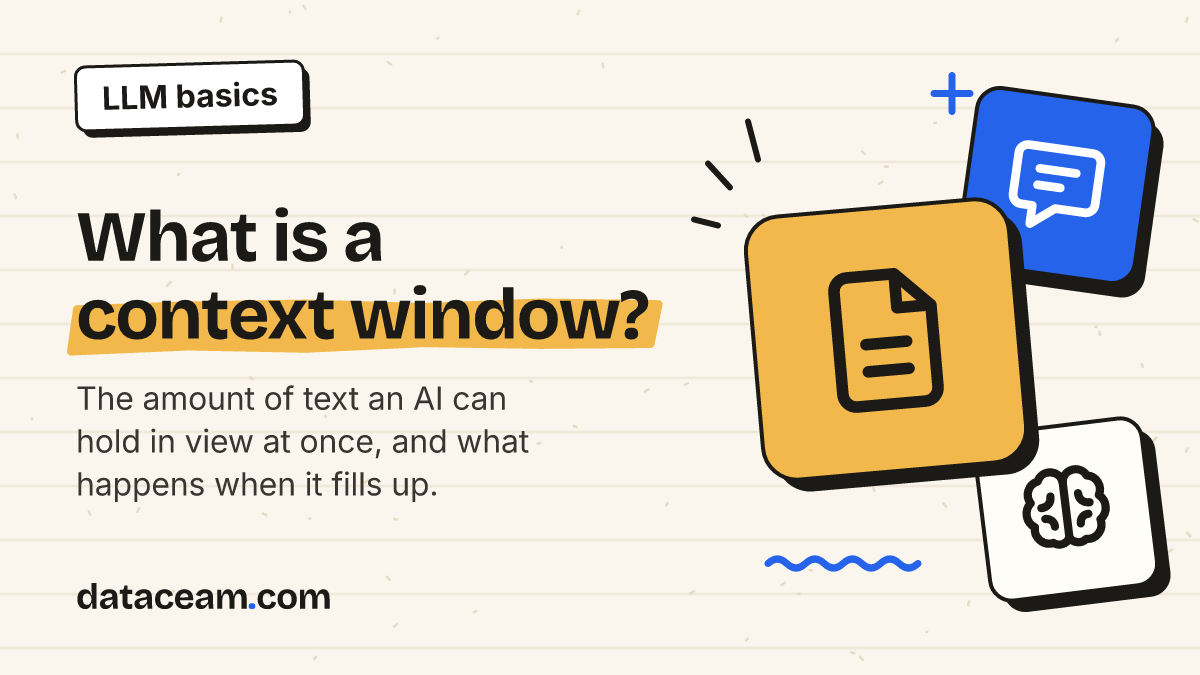 LLM basics
What is a
context window?
The amount of text an AI can
hold in view at once, and what
happens when it fills up.
dataceam.com